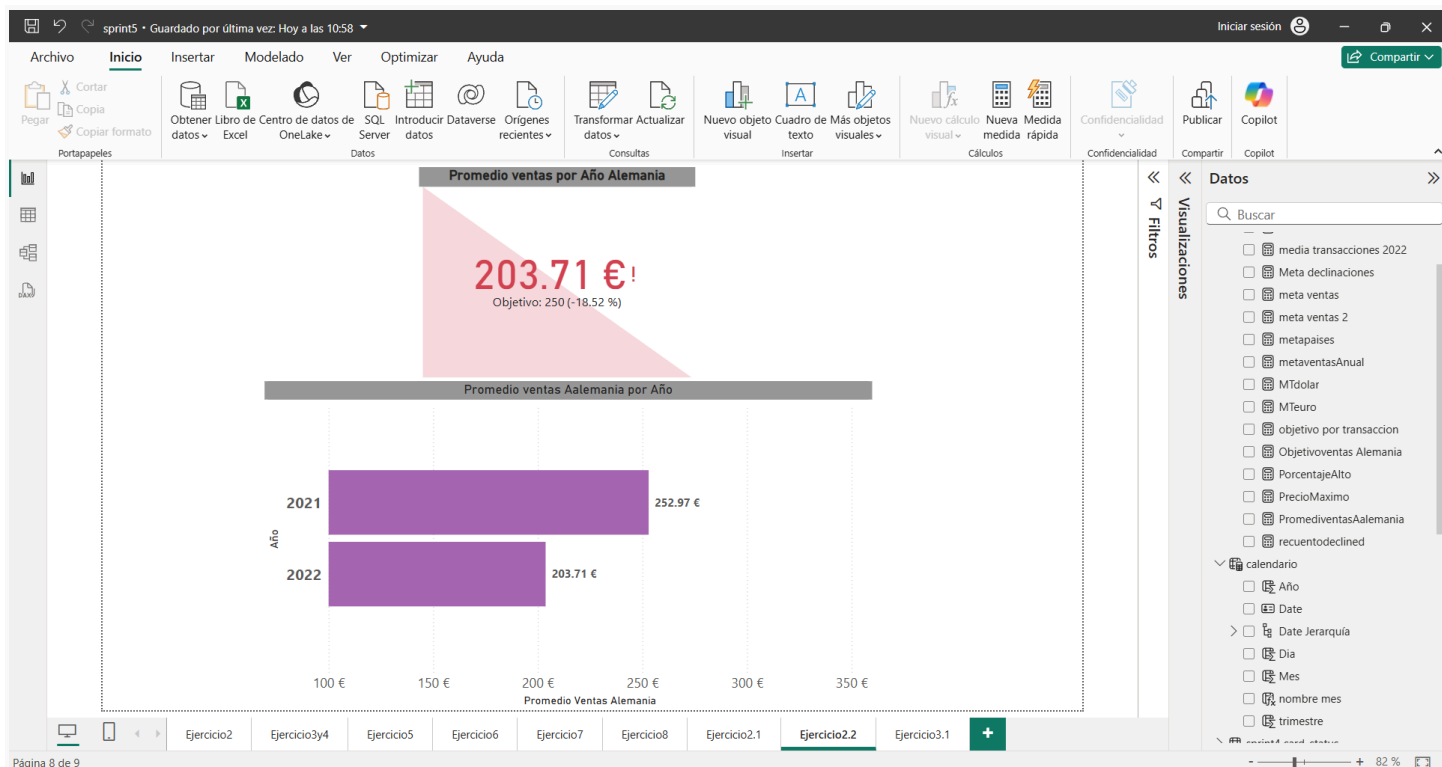 sprint5 • Guardado por última vez: Hoy a las 10:58
Iniciar sesión
Archivo Inicio Insertar Modelado Ver Optimizar Ayuda
Compartir
Pegar
Cortar
Copia
Copiar formato
Portapapeles
Obtener datos
Libro de Excel
Centro de datos de OneLake
SQL Server
Introducir datos
Dataverse
Orígenes recientes
Datos
Transformar datos
Actualizar
Consultas
Nuevo objeto visual
Cuadro de texto
Más objetos visuales
Insertar
Nuevo cálculo visual
Nueva medida
Medida rápida
Cálculos
Confidencialidad
Confidencialidad
Publicar
Compartir
Copilot
Copilot
DAX
Promedio ventas por Año Alemania
203.71 €!
Objetivo: 250 (-18.52 %)
Promedio ventas Aalemania por Año
Año
2021
252.97 €
2022
203.71 €
100 € 150 € 200 € 250 € 300 € 350 €
Promedio Ventas Alemania
Filtros
Visualizaciones
Datos
Buscar
media transacciones 2022
Meta declinaciones
meta ventas
meta ventas 2
metapaises
metaventasAnual
MTdolar
MTeuro
objetivo por transaccion
Objetivoventas Alemania
PorcentajeAlto
PrecioMaximo
PromediventasAalemania
recuentodeclined
calendario
Año
Date
Date Jerarquía
Dia
Mes
nombre mes
trimestre
Ejercicio2 Ejercicio3y4 Ejercicio5 Ejercicio6 Ejercicio7 Ejercicio8 Ejercicio2.1 Ejercicio2.2 Ejercicio3.1 +
Página 8 de 9
- + 82 %